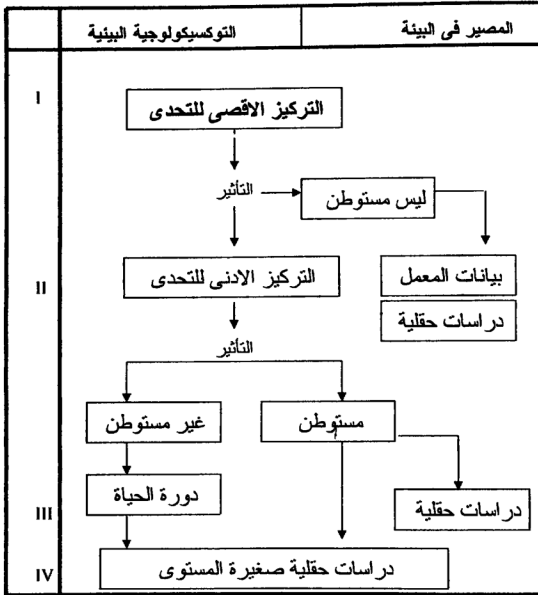 المصير فى البيئة
التوكسيكولوجية البيئية
I
التركيز الاقصى للتحدى
التأثير
ليس مستوطن
II
التركيز الادنى للتحدى
بيانات المعمل
دراسات حقلية
التأثير
مستوطن
غير مستوطن
III
دورة الحياة
دراسات حقلية
IV
دراسات حقلية صغيرة المستوى